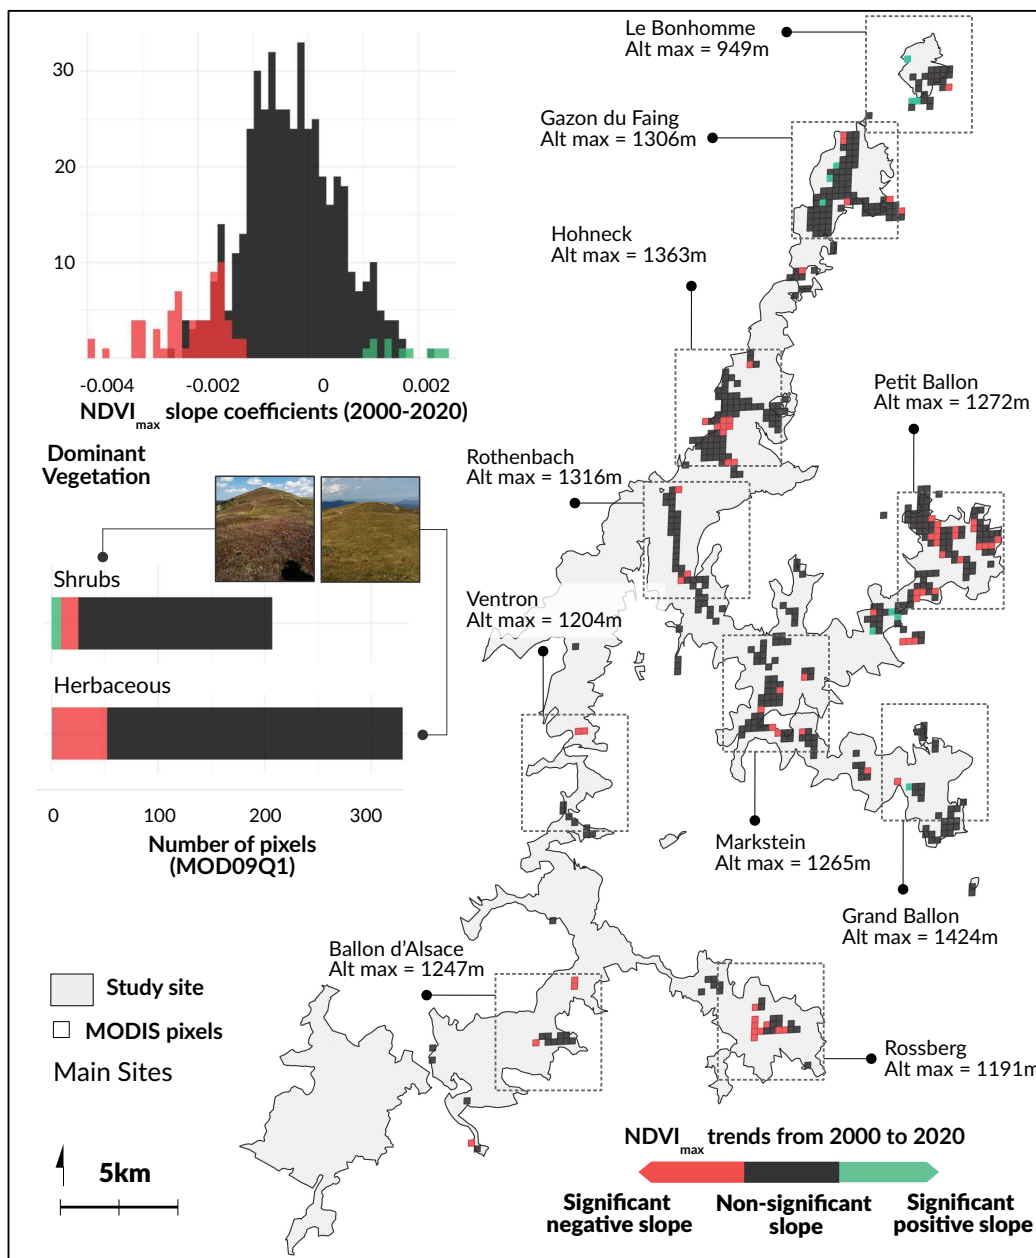 Le Bonhomme
Alt max = 949m
Gazon du Faing
Alt max = 1306m
Hohneck
Alt max = 1363m
30
20
10
-0.004 -0.002 0 0.002
NDVImax slope coefficients (2000-2020)
Petit Ballon
Alt max = 1272m
Dominant
Vegetation
Rothenbach
Alt max = 1316m
Shrubs
Ventron
Alt max = 1204m
Herbaceous
0 100 200 300
Number of pixels
(MOD09Q1)
Markstein
Alt max = 1265m
Grand Ballon
Alt max = 1424m
Ballon d'Alsace
Alt max = 1247m
Study site
MODIS pixels
Main Sites
Rossberg
Alt max = 1191m
5km
NDVImax trends from 2000 to 2020
Significant
negative slope
Non-significant
slope
Significant
positive slope